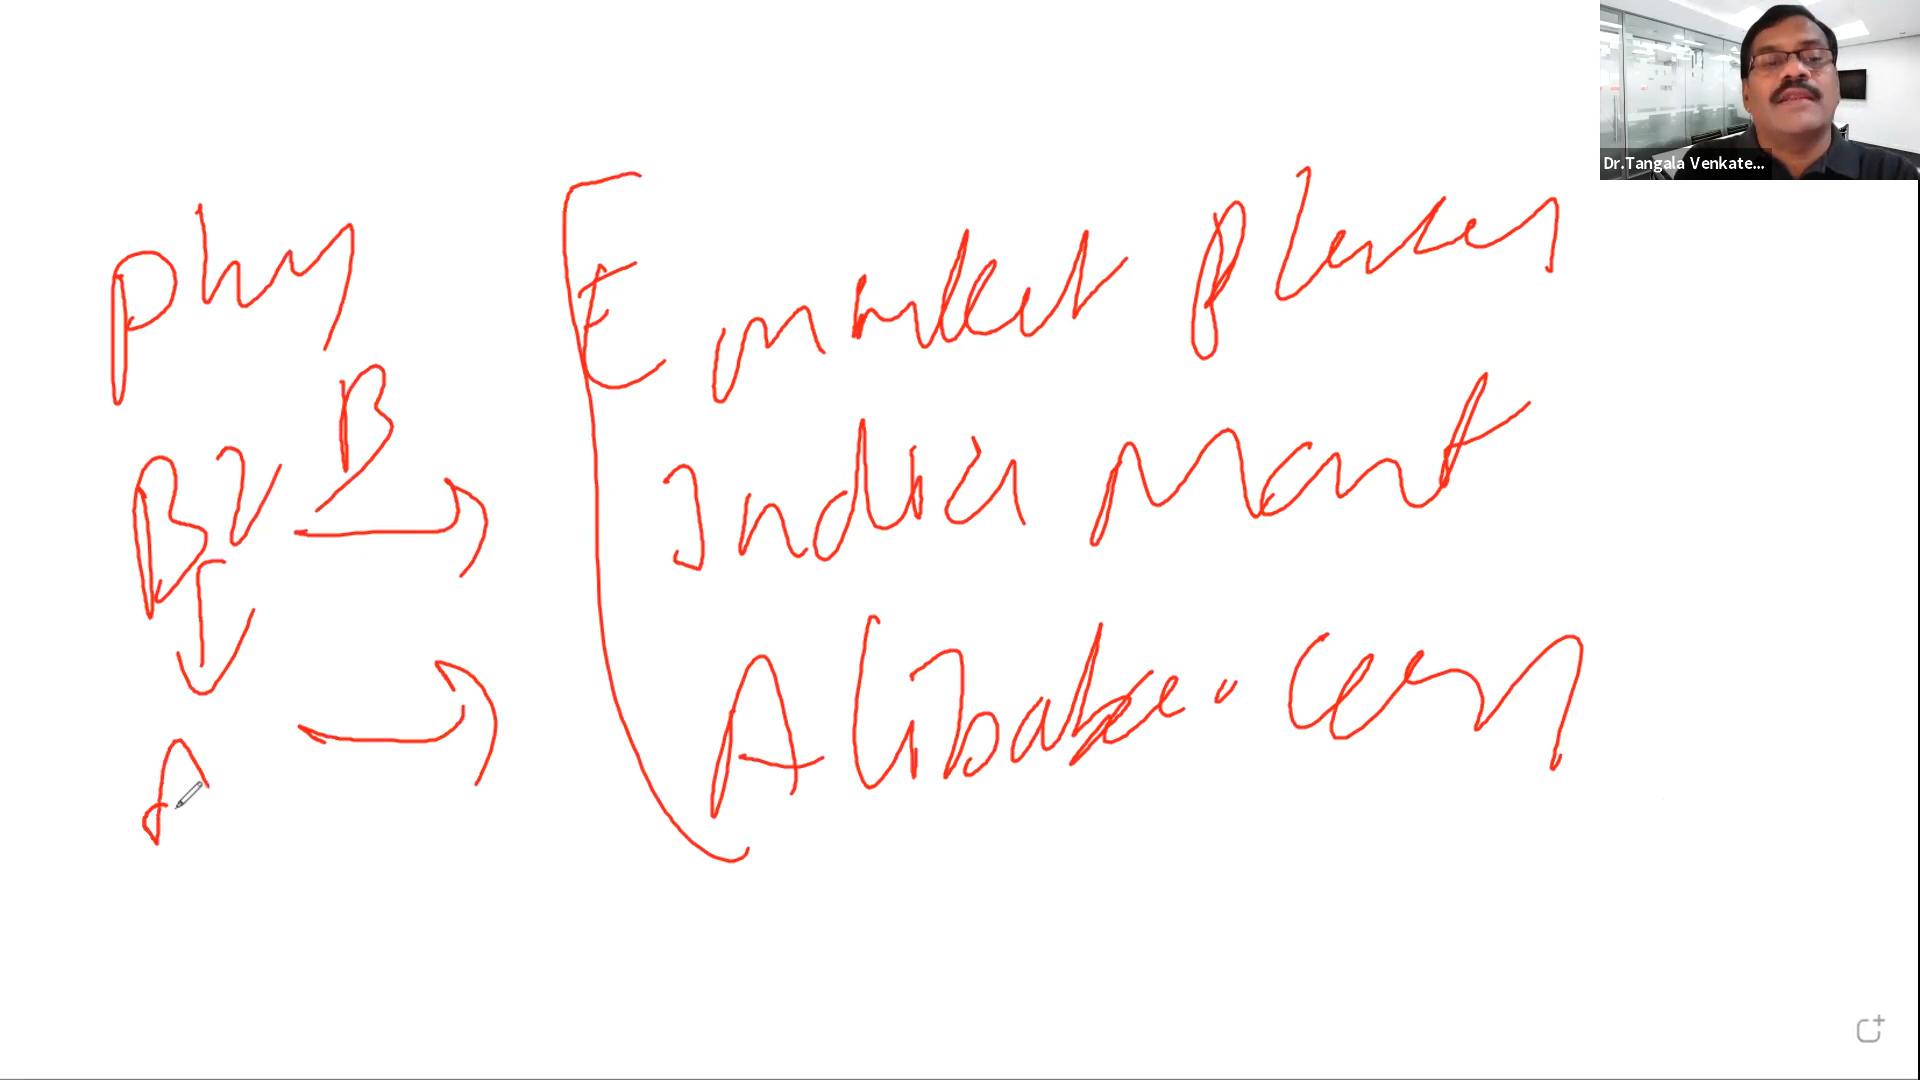 Dr.Tangala Venkate...
phy
E market places
B2B
India Mart
Alibaba.com
A